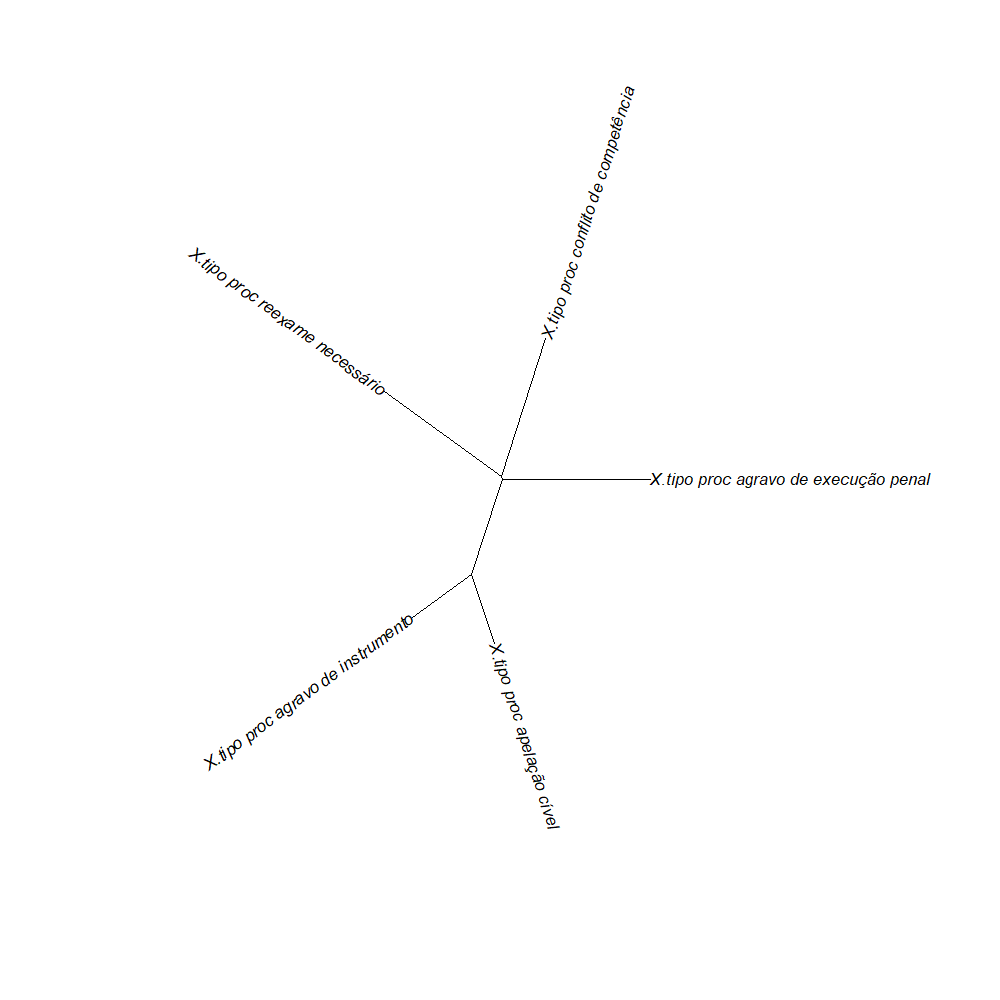 X.tipo proc conflito de competência
X.tipo proc reexame necessário
X.tipo proc agravo de execução penal
X.tipo proc agravo de instrumento
X.tipo proc apelação cível